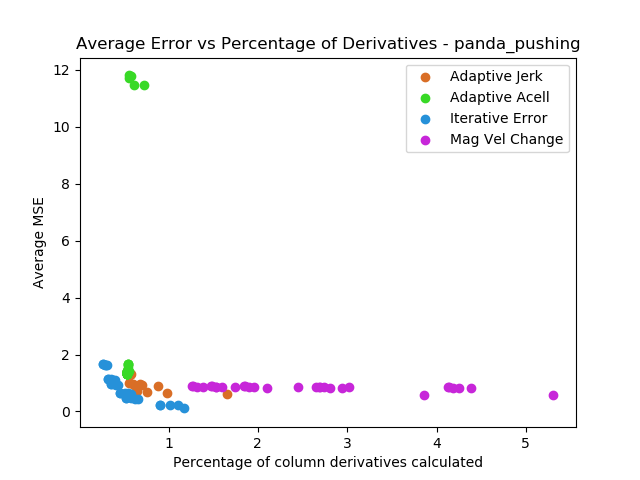 Average Error vs Percentage of Derivatives - panda_pushing
Adaptive Jerk
Adaptive Acell
Iterative Error
Mag Vel Change
12
10
8
6
4
2
0
Average MSE
1 2 3 4 5
Percentage of column derivatives calculated